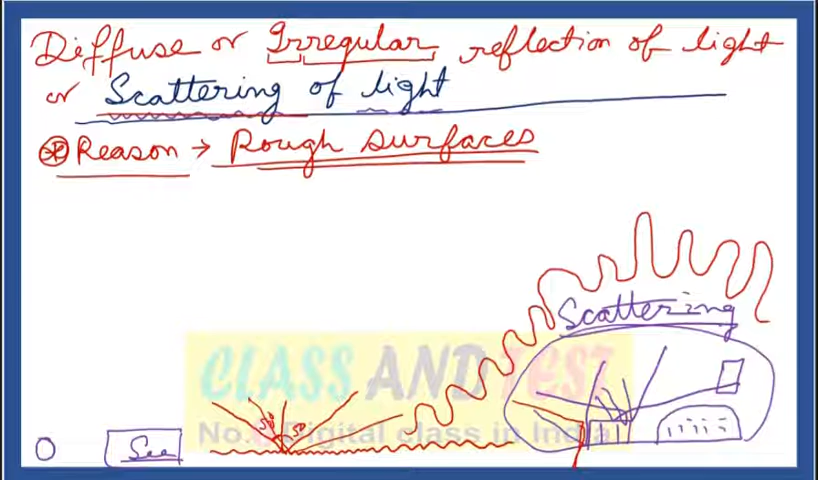 Diffuse or Irregular reflection of light
or Scattering of light
* Reason → Rough surfaces
Scattering
CLASS AND TEST
No. Digital class in India
See